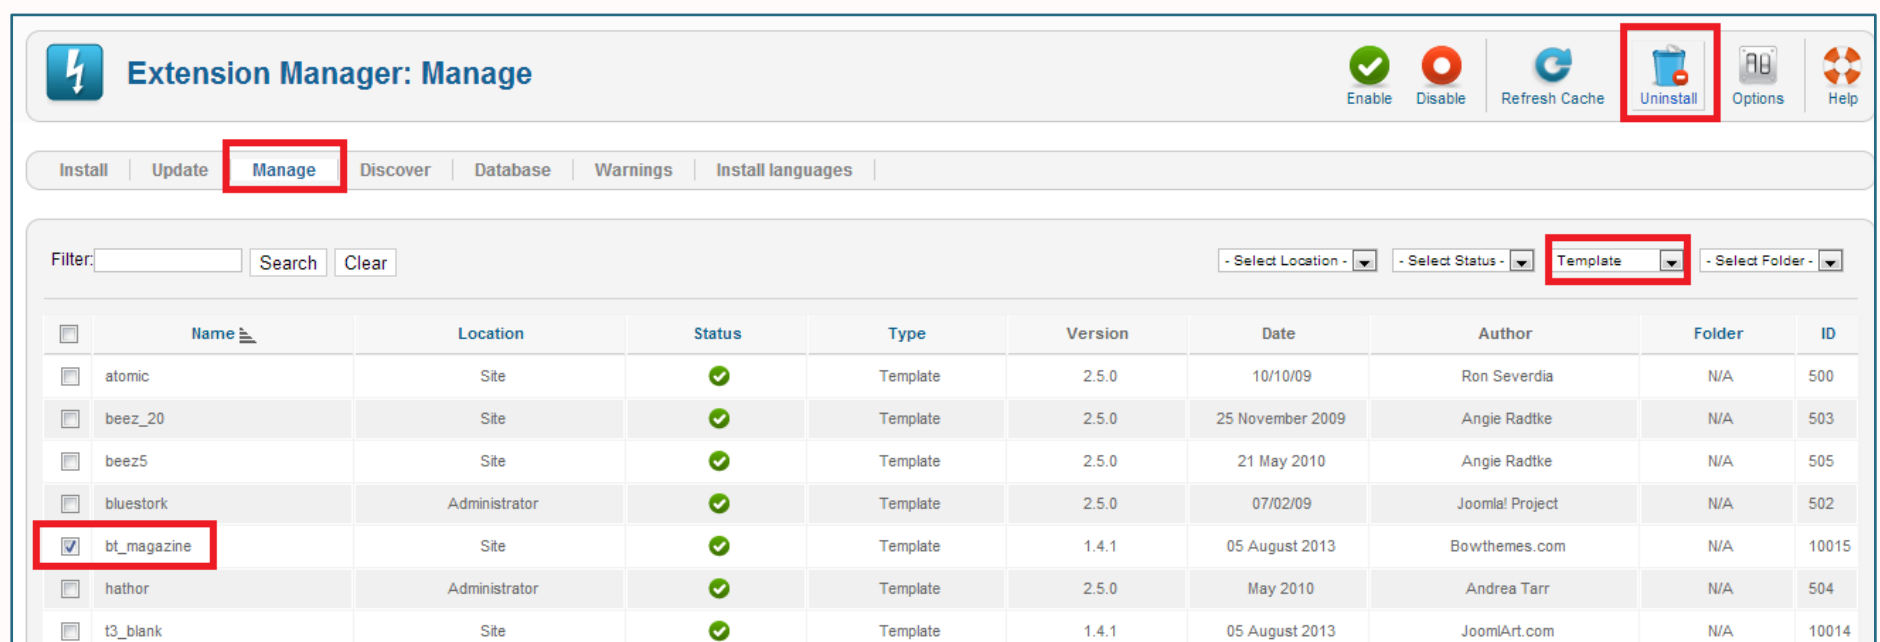 Extension Manager: Manage
Enable Disable Refresh Cache Uninstall Options Help
Install Update Manage Discover Database Warnings Install languages
Filter: Search Clear - Select Location - - Select Status - Template - Select Folder -
Name Location Status Type Version Date Author Folder ID
atomic Site Template 2.5.0 10/10/09 Ron Severdia N/A 500
beez_20 Site Template 2.5.0 25 November 2009 Angie Radtke N/A 503
beez5 Site Template 2.5.0 21 May 2010 Angie Radtke N/A 505
bluestork Administrator Template 2.5.0 07/02/09 Joomla! Project N/A 502
bt_magazine Site Template 1.4.1 05 August 2013 Bowthemes.com N/A 10015
hathor Administrator Template 2.5.0 May 2010 Andrea Tarr N/A 504
t3_blank Site Template 1.4.1 05 August 2013 JoomlArt.com N/A 10014